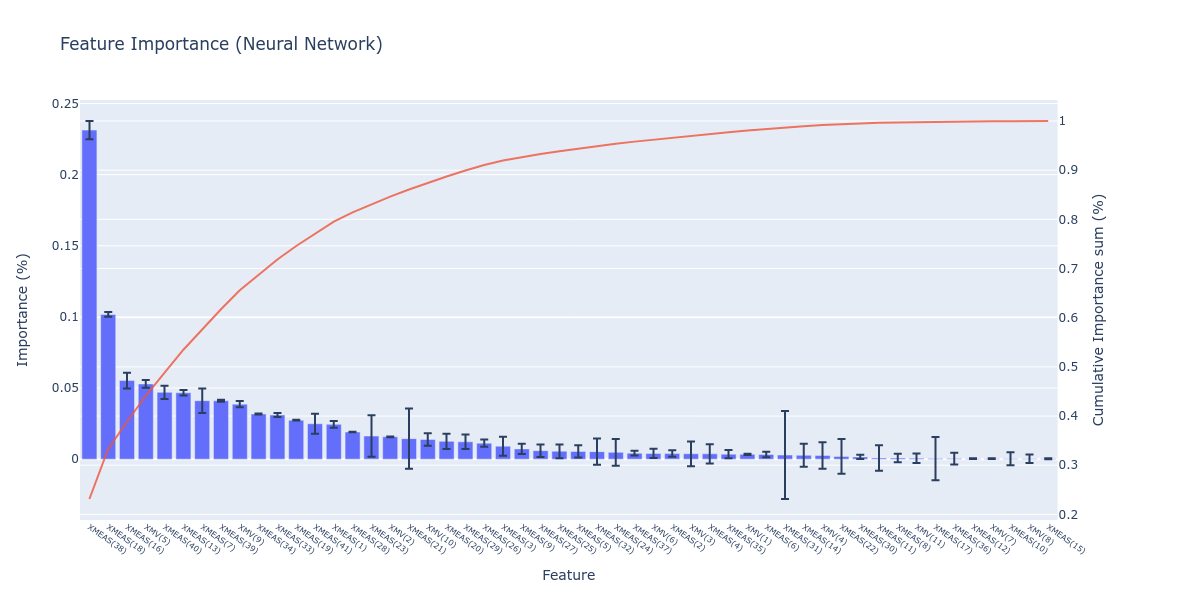 Feature Importance (Neural Network)
0.25
0.2
0.15
0.1
0.05
0
Importance (%)
1
0.9
0.8
0.7
0.6
0.5
0.4
0.3
0.2
Cumulative Importance sum (%)
XMEAS(38)
XMEAS(18)
XMEAS(16)
XMV(5)
XMEAS(40)
XMEAS(13)
XMEAS(7)
XMEAS(39)
XMV(9)
XMEAS(34)
XMEAS(33)
XMEAS(19)
XMEAS(41)
XMEAS(1)
XMEAS(28)
XMEAS(23)
XMV(2)
XMEAS(21)
XMV(10)
XMEAS(20)
XMEAS(29)
XMEAS(26)
XMEAS(3)
XMEAS(9)
XMEAS(27)
XMEAS(25)
XMEAS(5)
XMEAS(32)
XMEAS(24)
XMEAS(37)
XMV(6)
XMEAS(2)
XMV(3)
XMEAS(4)
XMEAS(35)
XMV(1)
XMEAS(6)
XMEAS(31)
XMEAS(14)
XMV(4)
XMEAS(22)
XMEAS(30)
XMEAS(11)
XMEAS(8)
XMV(11)
XMEAS(17)
XMEAS(36)
XMEAS(12)
XMV(7)
XMEAS(10)
XMV(8)
XMEAS(15)
Feature